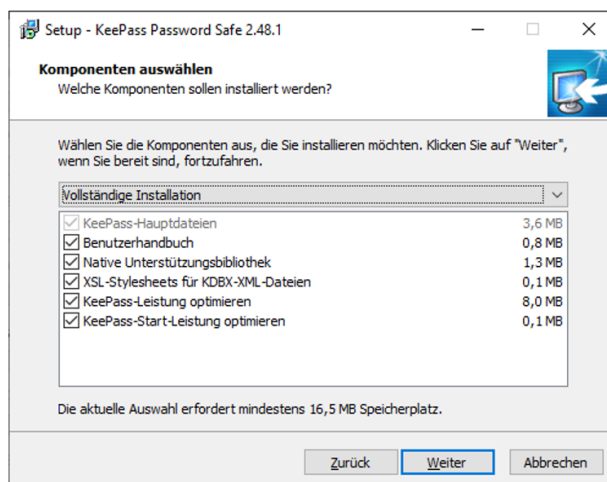 Setup - KeePass Password Safe 2.48.1
Komponenten auswählen
Welche Komponenten sollen installiert werden?
Wählen Sie die Komponenten aus, die Sie installieren möchten. Klicken Sie auf "Weiter",
wenn Sie bereit sind, fortzufahren.
Vollständige Installation
KeePass-Hauptdateien 3,6 MB
Benutzerhandbuch 0,8 MB
Native Unterstützungsbibliothek 1,3 MB
XSL-Stylesheets für KDBX-XML-Dateien 0,1 MB
KeePass-Leistung optimieren 8,0 MB
KeePass-Start-Leistung optimieren 0,1 MB
Die aktuelle Auswahl erfordert mindestens 16,5 MB Speicherplatz.
Zurück Weiter Abbrechen